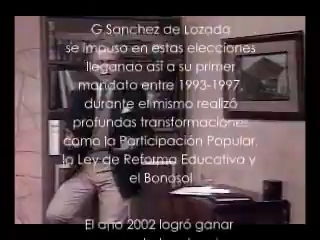 G Sanchez de Lozada
se impuso en estas elecciones
llegando asi a su primer
mandato entre 1993-1997,
durante el mismo realizó
profundas transformaciones
como la Participación Popular,
la Ley de Reforma Educativa y
el Bonosol
El año 2002 logró ganar